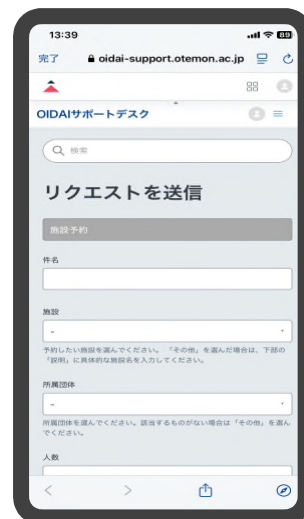 13:39
89
完了
oidai-support.otemon.ac.jp
OIDAIサポートデスク
検索
リクエストを送信
施設予約
件名
施設
-
予約したい施設を選んでください。 「その他」を選んだ場合は、下部の
「説明」に具体的な施設名を入力してください。
所属団体
-
所属団体を選んでください。該当するものがない場合は「その他」を選ん
でください。
人数